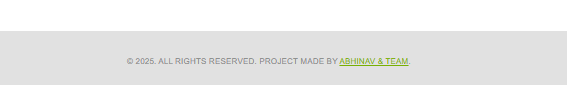 © 2025. ALL RIGHTS RESERVED. PROJECT MADE BY ABHINAV & TEAM.